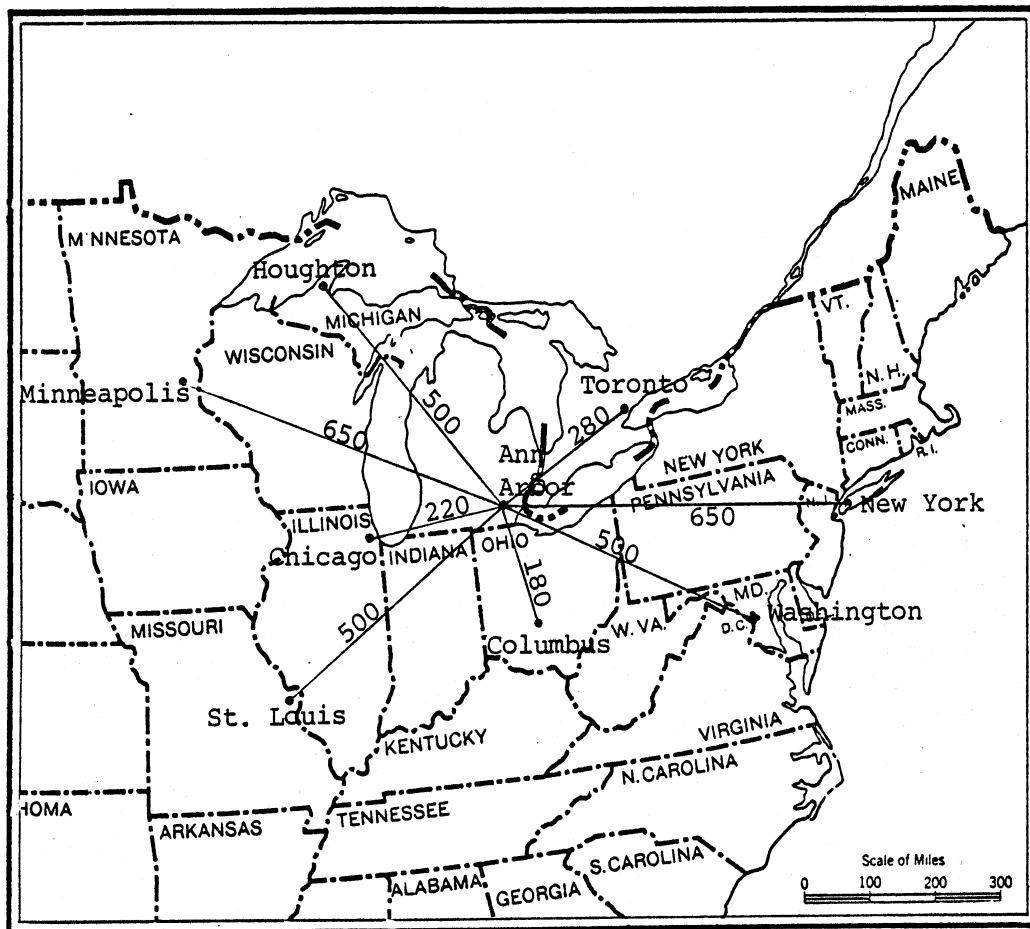 MAINE
MINNESOTA
Houghton
VT.
MICHIGAN
WISCONSIN
N.H.
Minneapolis
Toronto
MASS.
500
280
650
CONN.
R.I.
Ann
Arbor
NEW YORK
PENNSYLVANIA
IOWA
N.J.
New York
220
650
ILLINOIS
Chicago
INDIANA
OHIO
500
180
MD.
Washington
D.C.
W. VA.
500
MISSOURI
Columbus
St. Louis
KENTUCKY
VIRGINIA
N.CAROLINA
HOMA
TENNESSEE
ARKANSAS
S.CAROLINA
ALABAMA
GEORGIA
Scale of Miles
0 100 200 300